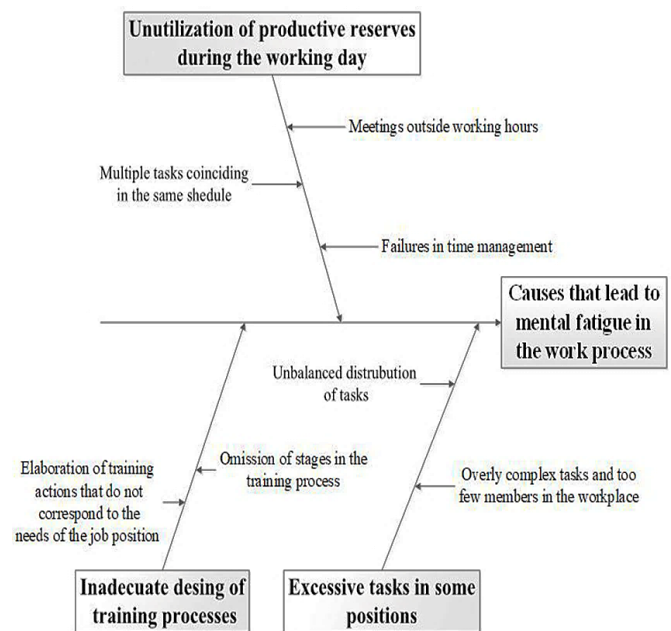 Unutilization of productive reserves
during the working day
Meetings outside working hours
Multiple tasks coinciding
in the same shedule
Failures in time management
Causes that lead to
mental fatigue in
the work process
Unbalanced distrubution
of tasks
Omission of stages in the
training process
Elaboration of training
actions that do not
correspond to the
needs of the job position
Overly complex tasks and too
few members in the workplace
Inadequate desing of
training processes
Excessive tasks in some
positions